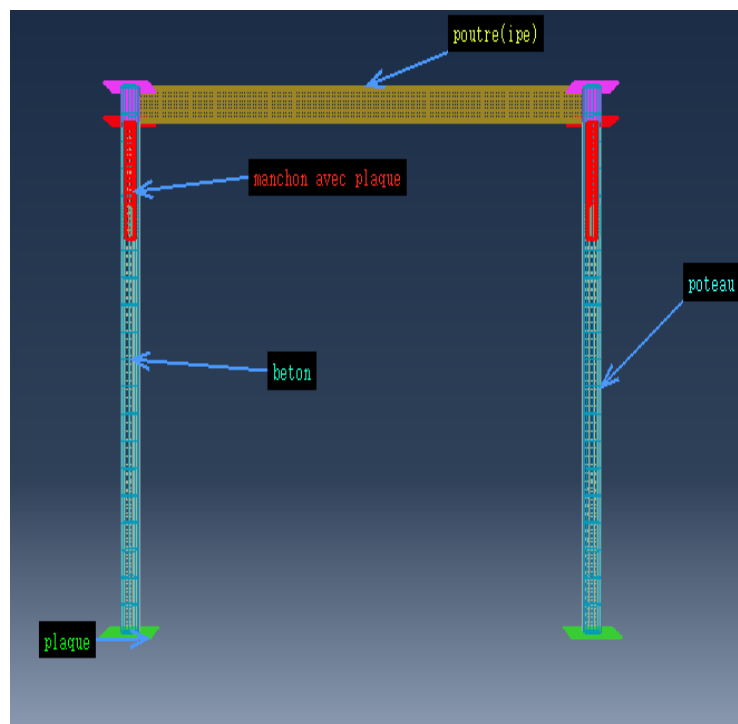 poutre(ipe)
manchon avec plaque
poteau
beton
plaque